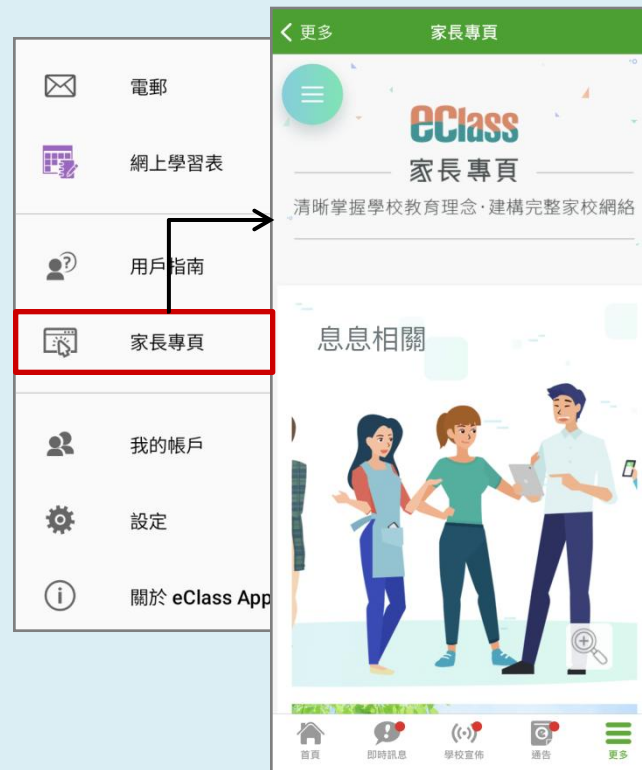 電郵
網上學習表
用戶指南
家長專頁
我的帳戶
設定
關於 eClass App
更多
家長專頁
eClass
家長專頁
清晰掌握學校教育理念·建構完整家校網絡
息息相關
首頁
即時訊息
學校宣佈
通告
更多